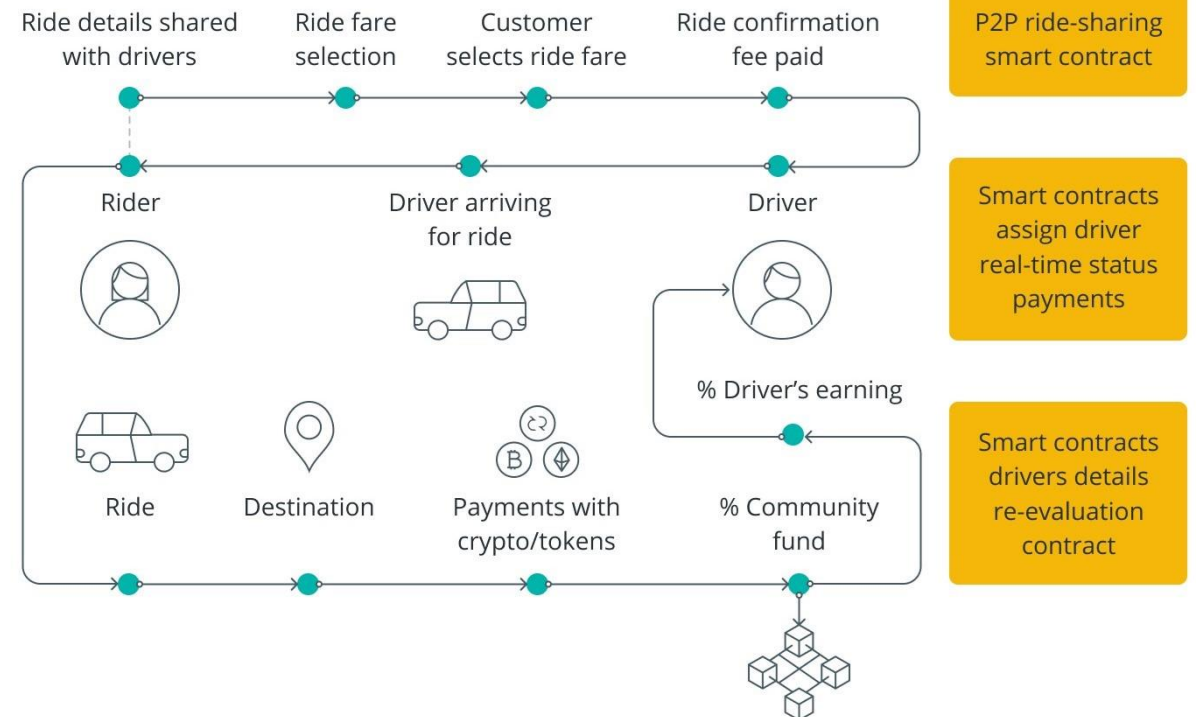 Ride details shared
with drivers
Ride fare
selection
Customer
selects ride fare
Ride confirmation
fee paid
P2P ride-sharing
smart contract
Rider
Driver arriving
for ride
Driver
Smart contracts
assign driver
real-time status
payments
% Driver’s earning
Ride
Destination
Payments with
crypto/tokens
% Community
fund
Smart contracts
drivers details
re-evaluation
contract